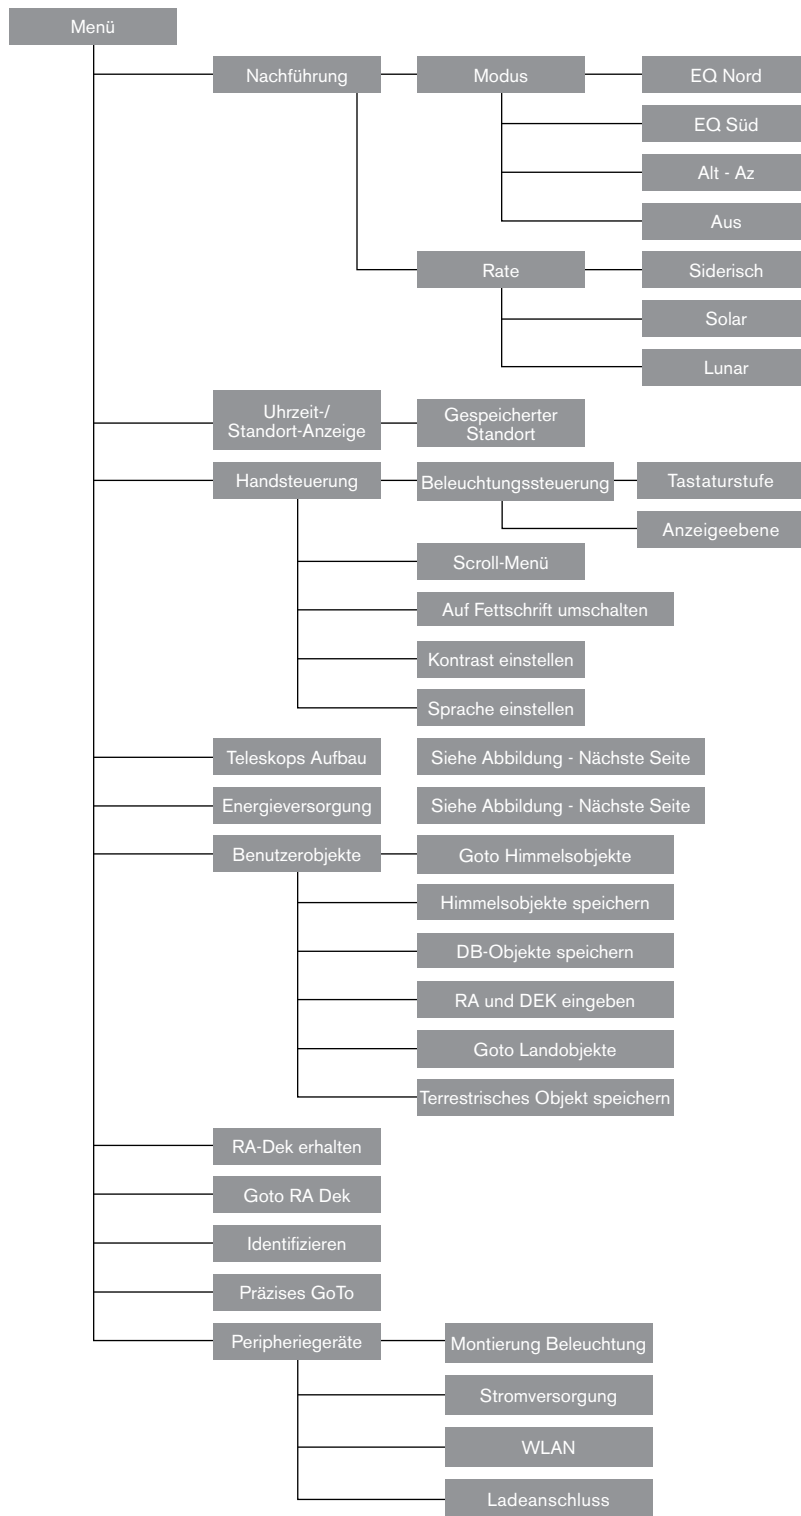 Menü
Nachführung
Modus
EQ Nord
EQ Süd
Alt - Az
Aus
Rate
Siderisch
Solar
Lunar
Uhrzeit-/
Standort-Anzeige
Gespeicherter
Standort
Handsteuerung
Beleuchtungssteuerung
Tastaturstufe
Anzeigeebene
Scroll-Menü
Auf Fettschrift umschalten
Kontrast einstellen
Sprache einstellen
Teleskops Aufbau
Siehe Abbildung - Nächste Seite
Energieversorgung
Siehe Abbildung - Nächste Seite
Benutzerobjekte
Goto Himmelsobjekte
Himmelsobjekte speichern
DB-Objekte speichern
RA und DEK eingeben
Goto Landobjekte
Terrestrisches Objekt speichern
RA-Dek erhalten
Goto RA Dek
Identifizieren
Präzises GoTo
Peripheriegeräte
Montierung Beleuchtung
Stromversorgung
WLAN
Ladeanschluss